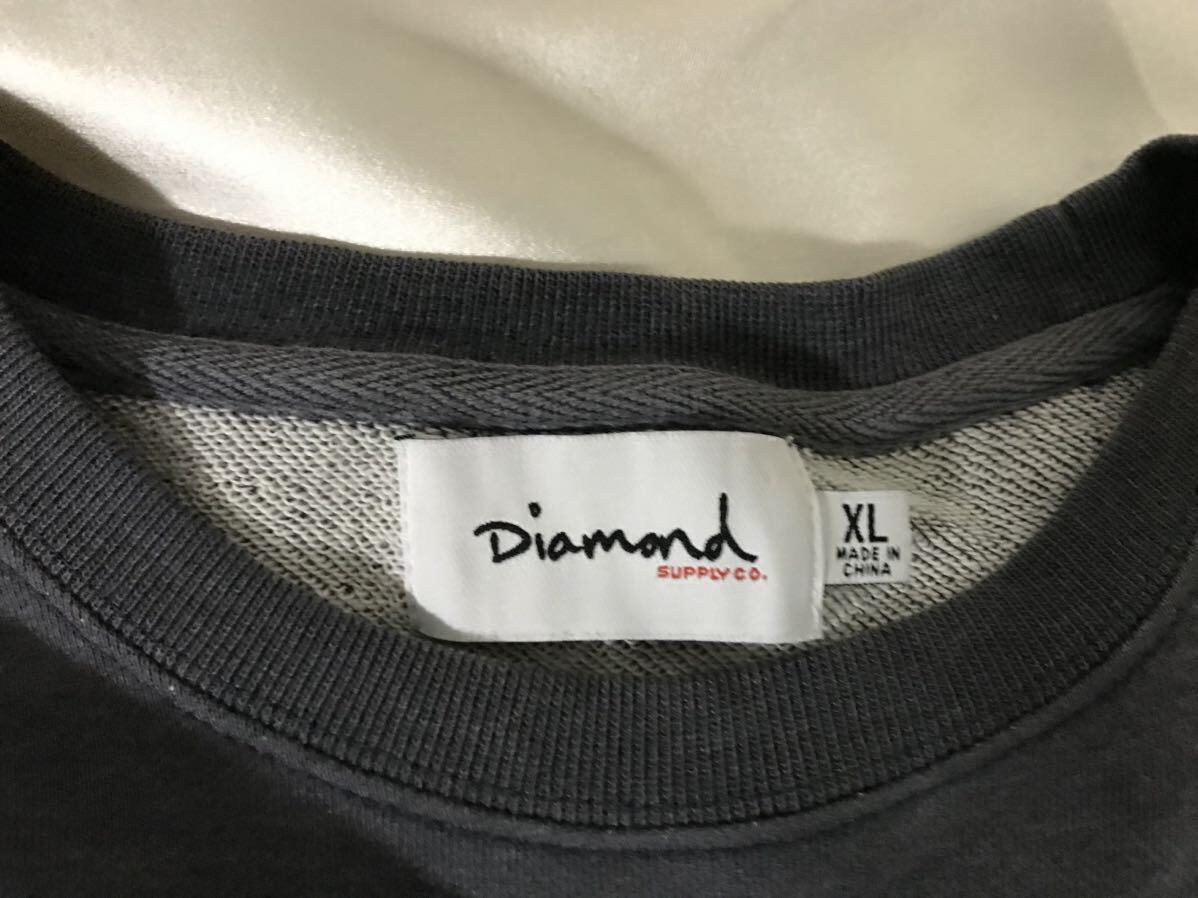 Diamond
SUPPLY CO.
XL
MADE IN
CHINA